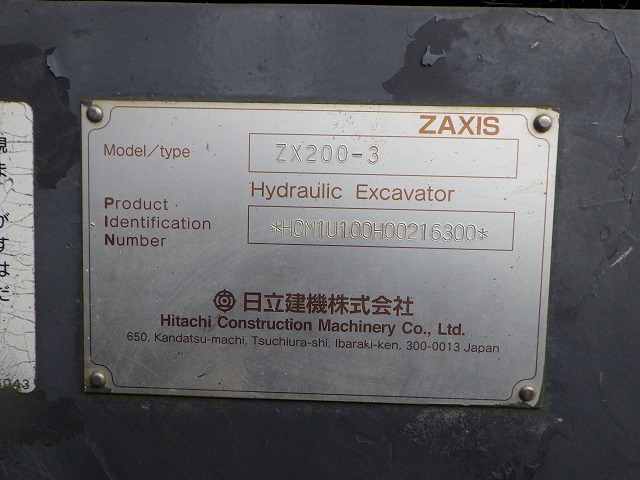 ZAXIS
Model/type
ZX200-3
Hydraulic Excavator
Product
Identification
Number
*HCM1U100H00216300*
日立建機株式会社
Hitachi Construction Machinery Co., Ltd.
650, Kandatsu-machi, Tsuchiura-shi, Ibaraki-ken, 300-0013 Japan